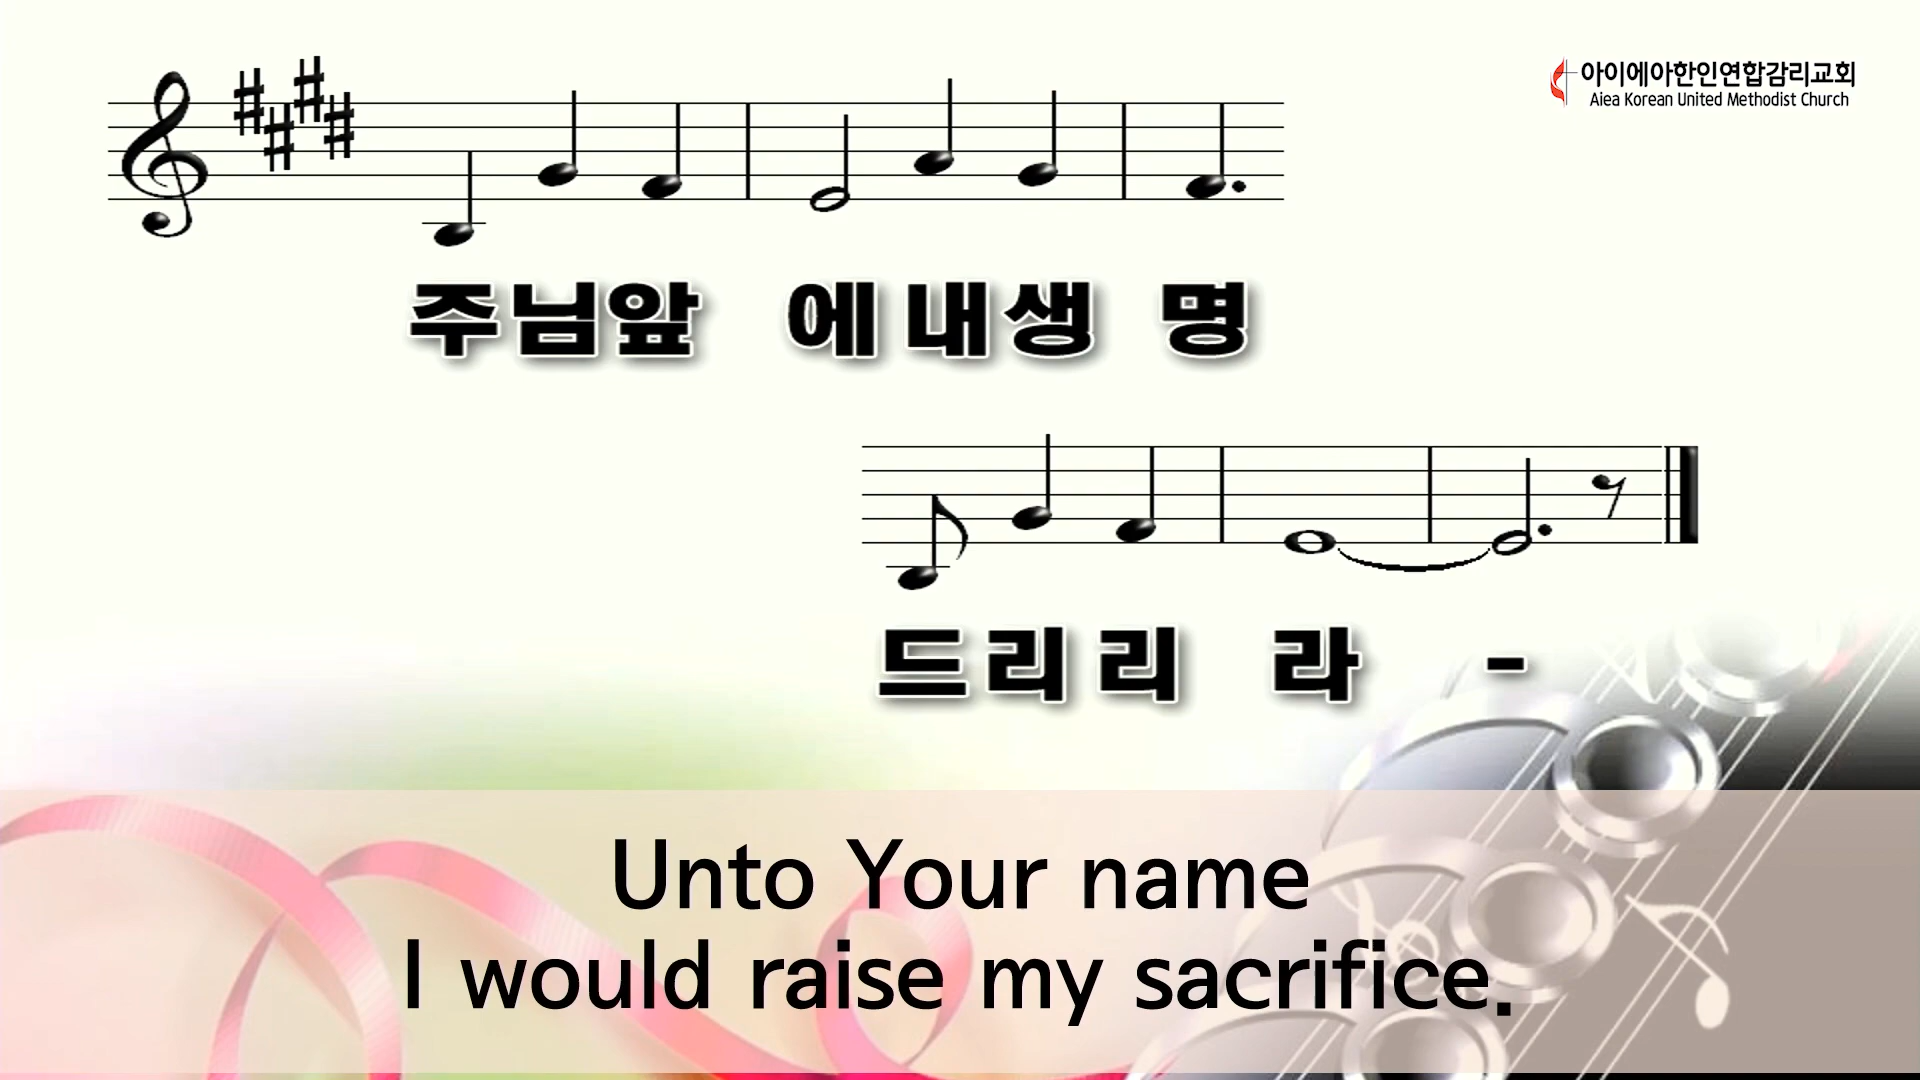 아이에아한인연합감리교회
Aiea Korean United Methodist Church
주님앞 에 내 생 명
드 리 리 라 -
Unto Your name
I would raise my sacrifice.